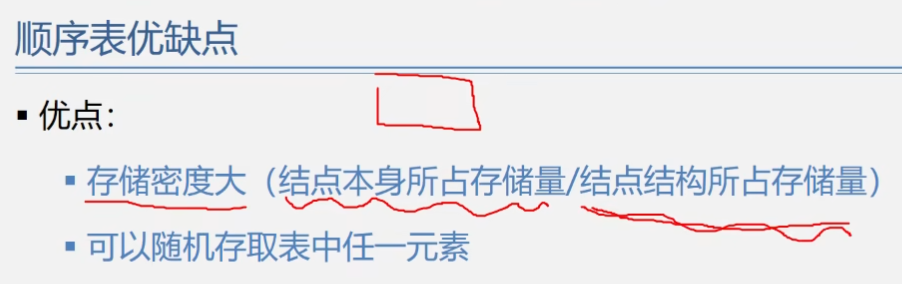 顺序表优缺点
▪ 优点：
▪ 存储密度大（结点本身所占存储量/结点结构所占存储量）
▪ 可以随机存取表中任一元素